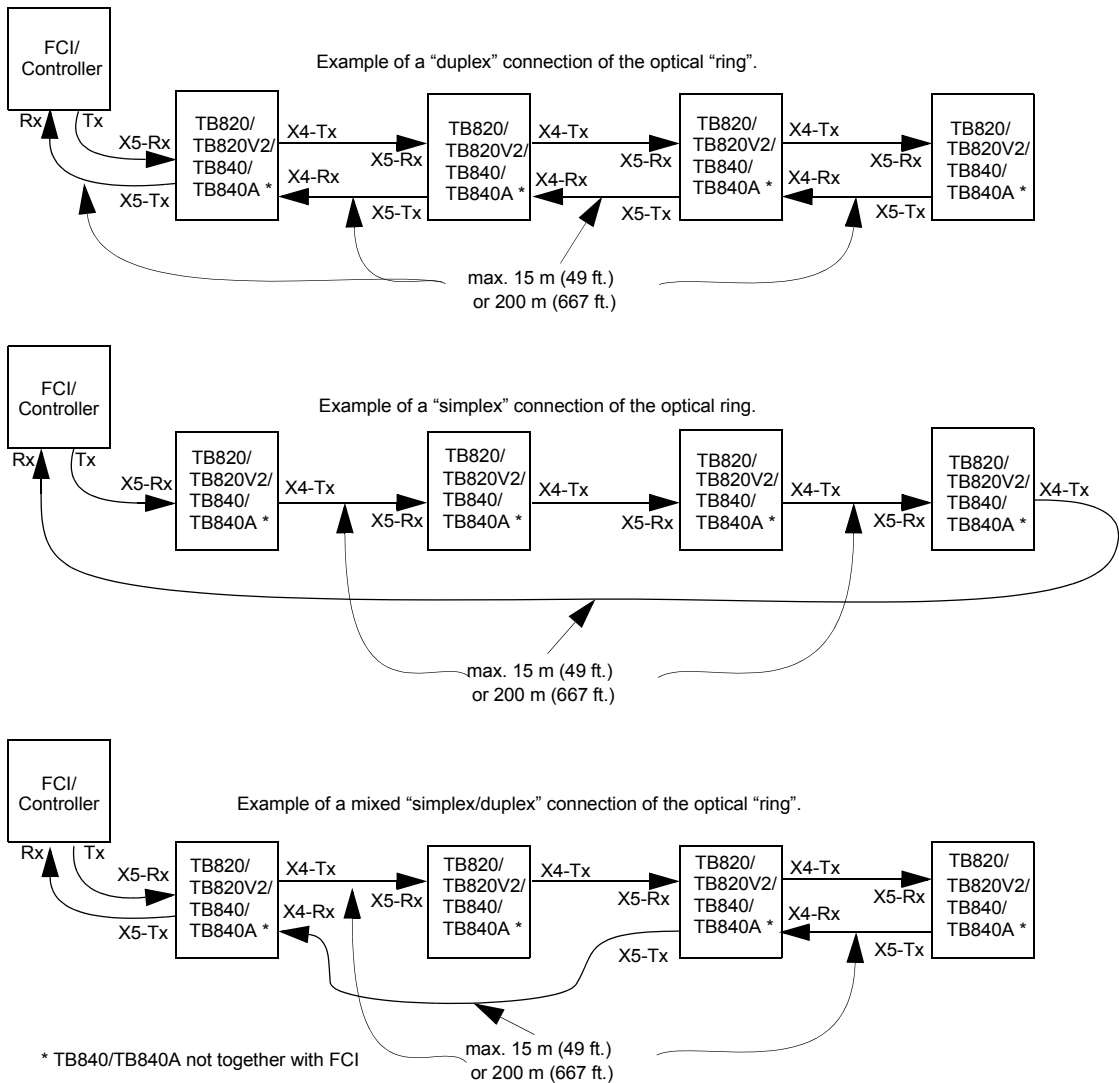 FCI/
Controller
Example of a “duplex” connection of the optical “ring”.
Rx
Tx
X5-Rx
X5-Tx
TB820/
TB820V2/
TB840/
TB840A *
X4-Tx
X5-Rx
X4-Rx
X5-Tx
TB820/
TB820V2/
TB840/
TB840A *
X4-Tx
X5-Rx
X4-Rx
X5-Tx
TB820/
TB820V2/
TB840/
TB840A *
X4-Tx
X5-Rx
X4-Rx
X5-Tx
TB820/
TB820V2/
TB840/
TB840A *
max. 15 m (49 ft.)
or 200 m (667 ft.)
FCI/
Controller
Example of a “simplex” connection of the optical ring.
Rx
Tx
X5-Rx
TB820/
TB820V2/
TB840/
TB840A *
X4-Tx
X5-Rx
TB820/
TB820V2/
TB840/
TB840A *
X4-Tx
X5-Rx
TB820/
TB820V2/
TB840/
TB840A *
X4-Tx
X5-Rx
TB820/
TB820V2/
TB840/
TB840A *
X4-Tx
max. 15 m (49 ft.)
or 200 m (667 ft.)
FCI/
Controller
Example of a mixed “simplex/duplex” connection of the optical “ring”.
Rx
Tx
X5-Rx
X5-Tx
TB820/
TB820V2/
TB840/
TB840A *
X4-Tx
X5-Rx
X4-Rx
TB820/
TB820V2/
TB840/
TB840A *
X4-Tx
X5-Rx
X5-Tx
TB820/
TB820V2/
TB840/
TB840A *
X4-Tx
X5-Rx
X4-Rx
X5-Tx
TB820/
TB820V2/
TB840/
TB840A *
max. 15 m (49 ft.)
or 200 m (667 ft.)
* TB840/TB840A not together with FCI